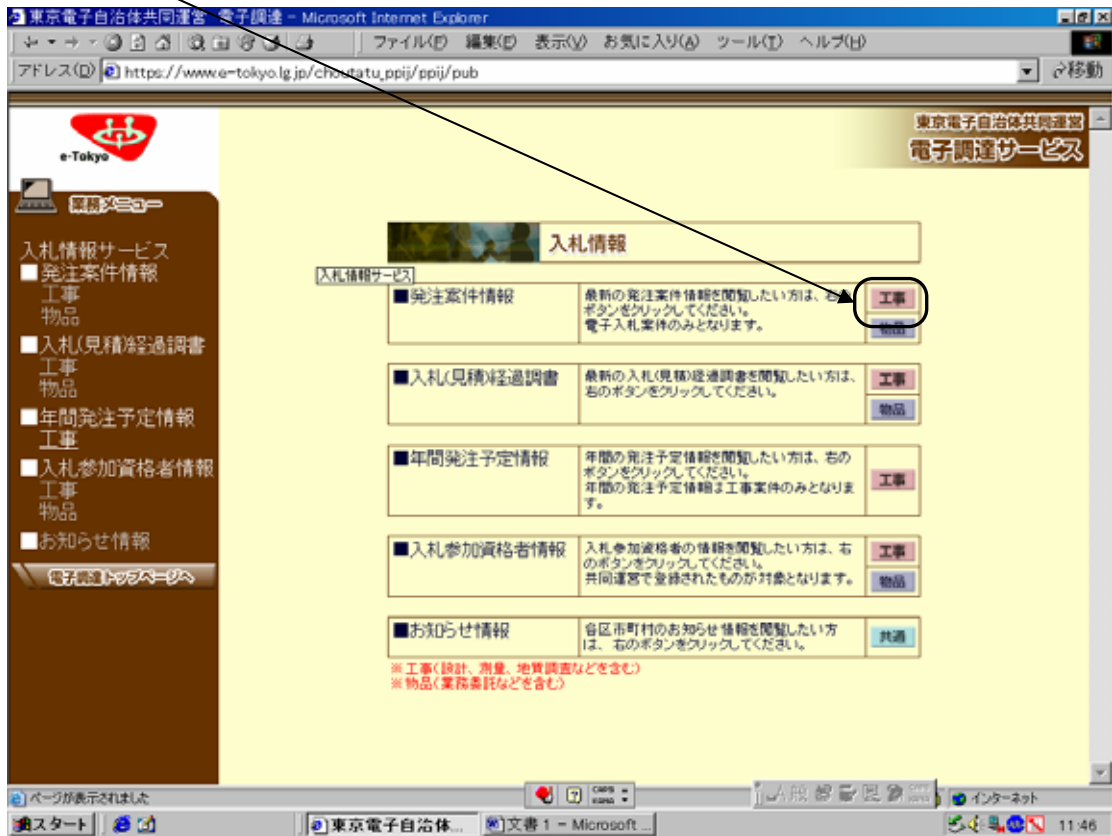 東京電子自治体共同運営 電子調達 - Microsoft Internet Explorer
ファイル(F) 編集(E) 表示(V) お気に入り(A) ツール(T) ヘルプ(H)
アドレス(D) https://www.e-tokyo.lg.jp/choutatu_ppij/ppij/pub 移動
e-Tokyo
東京電子自治体共同運営
電子調達サービス
業務メニュー
入札情報サービス
■発注案件情報
工事
物品
■入札(見積)経過調書
工事
物品
■年間発注予定情報
工事
■入札参加資格者情報
工事
物品
■お知らせ情報
電子調達トップページへ
入札情報
入札情報サービス
■発注案件情報
最新の発注案件情報を閲覧したい方は、右の
ボタンをクリックしてください。
電子入札案件のみとなります。
工事
物品
■入札(見積)経過調書
最新の入札(見積)経過調書を閲覧したい方は、
右のボタンをクリックしてください。
工事
物品
■年間発注予定情報
年間の発注予定情報を閲覧したい方は、右の
ボタンをクリックしてください。
年間の発注予定情報は工事案件のみとなりま
す。
工事
■入札参加資格者情報
入札参加資格者の情報を閲覧したい方は、右
のボタンをクリックしてください。
共同運営で登録されたものが対象となります。
工事
物品
■お知らせ情報
各区市町村のお知らせ情報を閲覧したい方
は、右のボタンをクリックしてください。
共通
※工事(設計、測量、地質調査などを含む)
※物品(業務委託などを含む)
ページが表示されました
CAPS
KANA
A 般
インターネット
スタート
東京電子自治体...
文書 1 - Microsoft ...
11:46